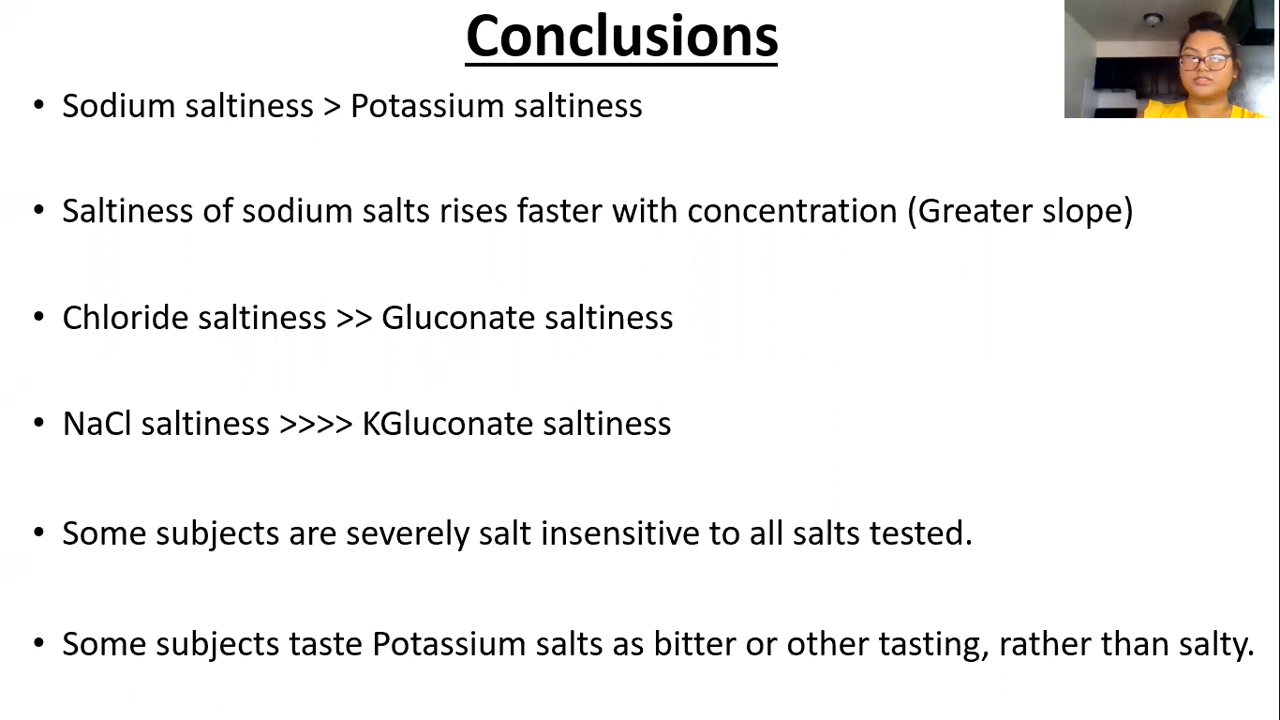 Conclusions
• Sodium saltiness > Potassium saltiness
• Saltiness of sodium salts rises faster with concentration (Greater slope)
• Chloride saltiness >> Gluconate saltiness
• NaCl saltiness >>>> KGluconate saltiness
• Some subjects are severely salt insensitive to all salts tested.
• Some subjects taste Potassium salts as bitter or other tasting, rather than salty.